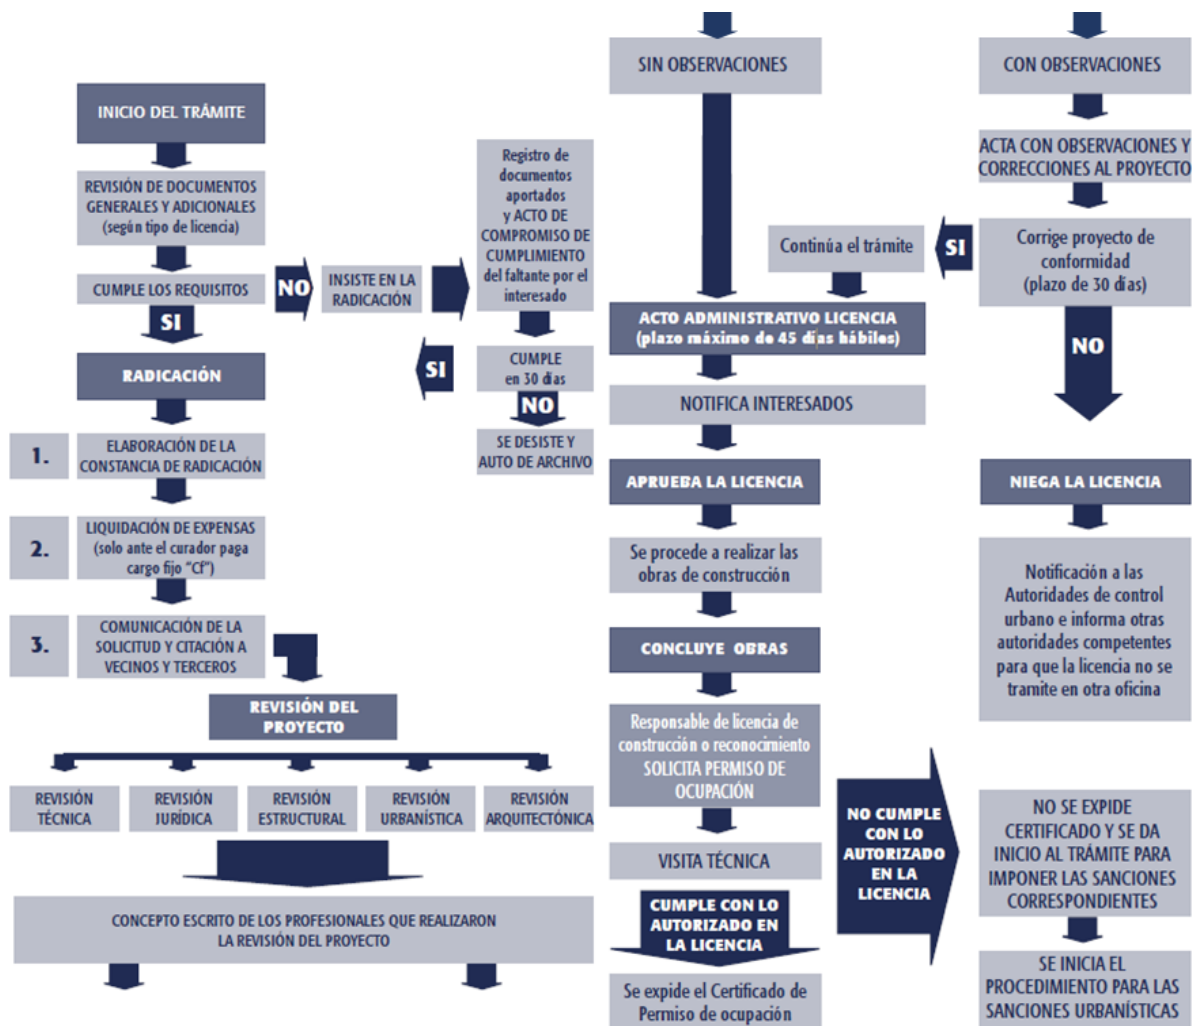 INICIO DEL TRÁMITE
REVISIÓN DE DOCUMENTOS
GENERALES Y ADICIONALES
(según tipo de licencia)
CUMPLE LOS REQUISITOS
NO
INSISTE EN LA
RADICACIÓN
Registro de
documentos
aportados
y ACTO DE
COMPROMISO DE
CUMPLIMIENTO
del faltante por el
interesado
SI
CUMPLE
en 30 días
SI
NO
SE DESISTE Y
AUTO DE ARCHIVO
RADICACIÓN
1.
ELABORACIÓN DE LA
CONSTANCIA DE RADICACIÓN
2.
LIQUIDACIÓN DE EXPENSAS
(solo ante el curador paga
cargo fijo "Cf")
3.
COMUNICACIÓN DE LA
SOLICITUD Y CITACIÓN A
VECINOS Y TERCEROS
REVISIÓN DEL
PROYECTO
REVISIÓN
TÉCNICA
REVISIÓN
JURÍDICA
REVISIÓN
ESTRUCTURAL
REVISIÓN
URBANÍSTICA
REVISIÓN
ARQUITECTÓNICA
CONCEPTO ESCRITO DE LOS PROFESIONALES QUE REALIZARON
LA REVISIÓN DEL PROYECTO
SIN OBSERVACIONES
CON OBSERVACIONES
ACTA CON OBSERVACIONES Y
CORRECCIONES AL PROYECTO
Corrige proyecto de
conformidad
(plazo de 30 días)
SI
Continúa el trámite
NO
ACTO ADMINISTRATIVO LICENCIA
(plazo máximo de 45 días hábiles)
NOTIFICA INTERESADOS
APRUEBA LA LICENCIA
Se procede a realizar las
obras de construcción
CONCLUYE OBRAS
Responsable de licencia de
construcción o reconocimiento
SOLICITA PERMISO DE
OCUPACIÓN
VISITA TÉCNICA
CUMPLE CON LO
AUTORIZADO EN
LA LICENCIA
Se expide el Certificado de
Permiso de ocupación
NIEGA LA LICENCIA
Notificación a las
Autoridades de control
urbano e informa otras
autoridades competentes
para que la licencia no se
tramite en otra oficina
NO CUMPLE
CON LO
AUTORIZADO
EN LA
LICENCIA
NO SE EXPIDE
CERTIFICADO Y SE DA
INICIO AL TRÁMITE PARA
IMPONER LAS SANCIONES
CORRESPONDIENTES
SE INICIA EL
PROCEDIMIENTO PARA LAS
SANCIONES URBANÍSTICAS